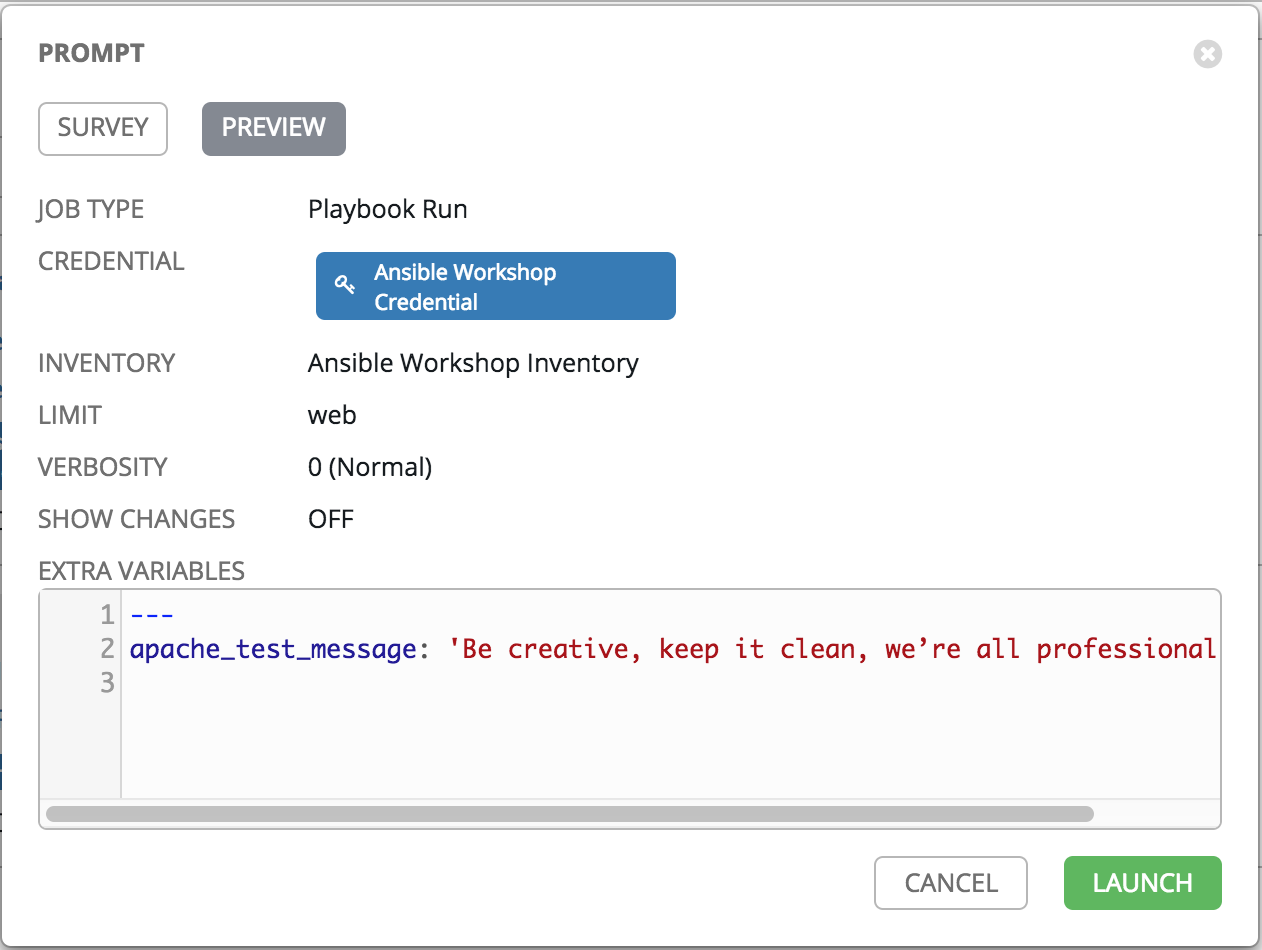 PROMPT
SURVEY
PREVIEW
JOB TYPE
Playbook Run
CREDENTIAL
Ansible Workshop
Credential
INVENTORY
Ansible Workshop Inventory
LIMIT
web
VERBOSITY
0 (Normal)
SHOW CHANGES
OFF
EXTRA VARIABLES
1 ---
2 apache_test_message: 'Be creative, keep it clean, we’re all professional
3
CANCEL
LAUNCH